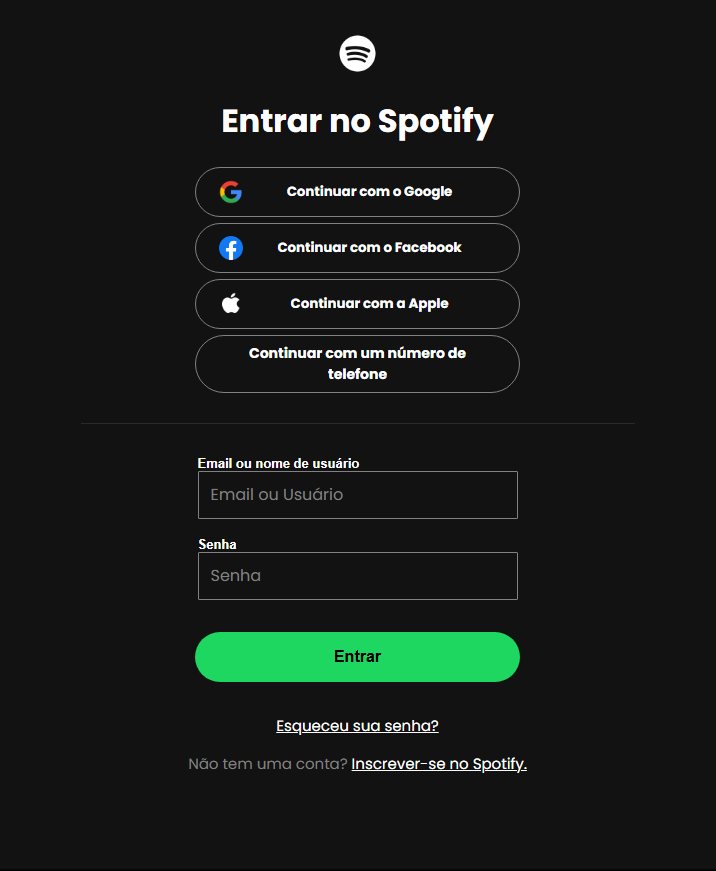 Entrar no Spotify
Continuar com o Google
Continuar com o Facebook
Continuar com a Apple
Continuar com um número de
telefone
Email ou nome de usuário
Email ou Usuário
Senha
Senha
Entrar
Esqueceu sua senha?
Não tem uma conta? Inscrever-se no Spotify.